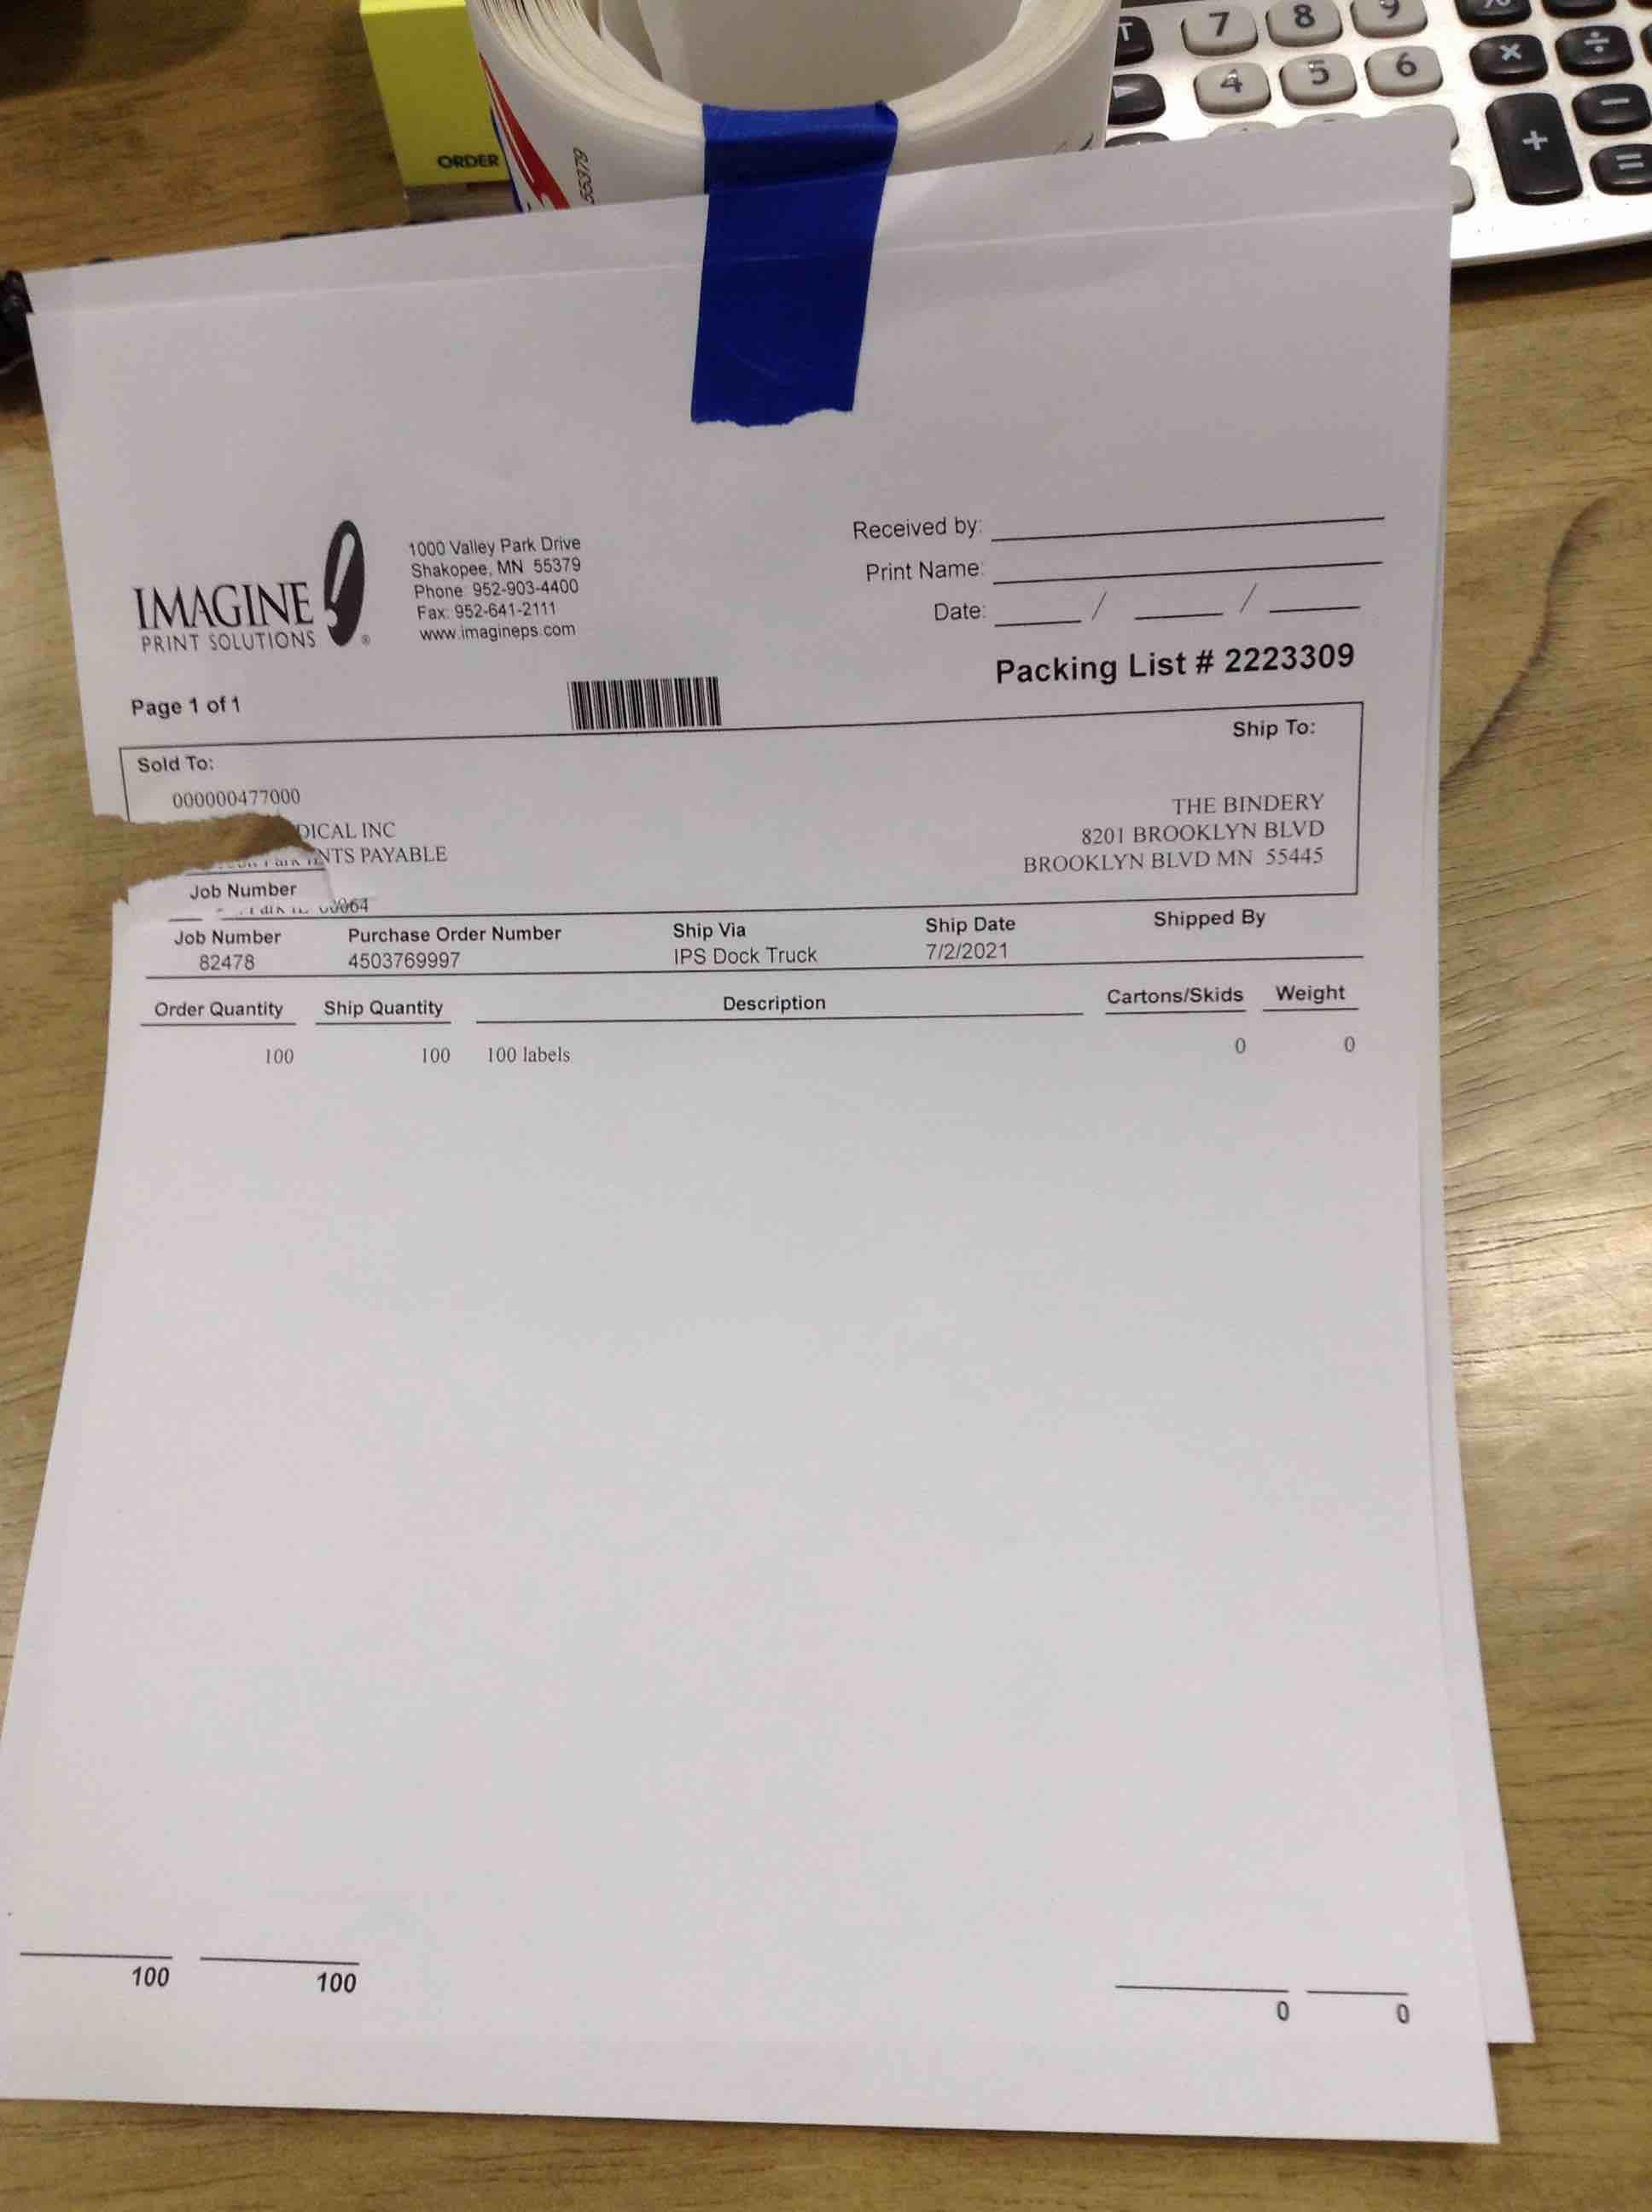 7 8 9
× ÷
4 5 6
+ −
=
ORDER
55379
IMAGINE
PRINT SOLUTIONS ®
1000 Valley Park Drive
Shakopee, MN 55379
Phone: 952-903-4400
Fax: 952-641-2111
www.imagineps.com
Received by:
Print Name:
Date: / /
Packing List # 2223309
Page 1 of 1
Sold To:
000000477000
DICAL INC
NTS PAYABLE
Ship To:
THE BINDERY
8201 BROOKLYN BLVD
BROOKLYN BLVD MN 55445
Job Number
Job Number Purchase Order Number Ship Via Ship Date Shipped By
82478 4503769997 IPS Dock Truck 7/2/2021
Order Quantity Ship Quantity Description Cartons/Skids Weight
100 100 100 labels 0 0
100 100 0 0